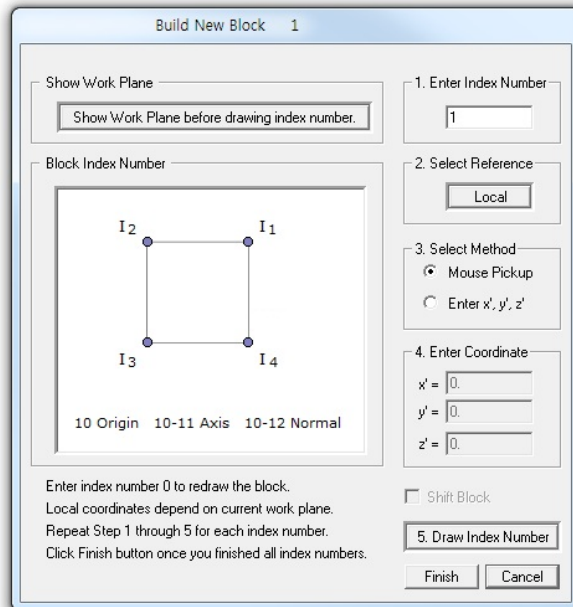 Build New Block 1
Show Work Plane
Show Work Plane before drawing index number.
Block Index Number
I2 I1
I3 I4
10 Origin 10-11 Axis 10-12 Normal
Enter index number 0 to redraw the block.
Local coordinates depend on current work plane.
Repeat Step 1 through 5 for each index number.
Click Finish button once you finished all index numbers.
1. Enter Index Number
1
2. Select Reference
Local
3. Select Method
Mouse Pickup
Enter x', y', z'
4. Enter Coordinate
x' = 0.
y' = 0.
z' = 0.
Shift Block
5. Draw Index Number
Finish Cancel